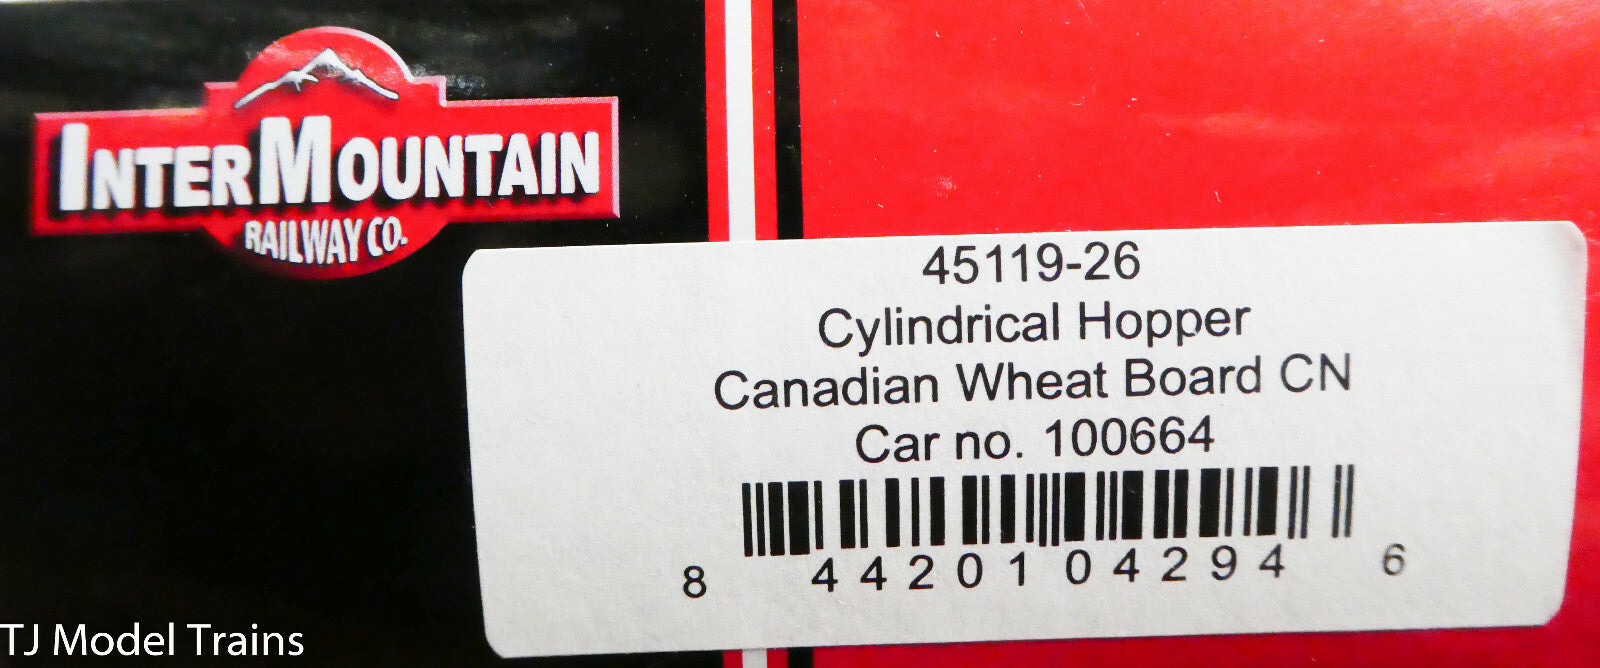 INTERMOUNTAIN
RAILWAY CO.
45119-26
Cylindrical Hopper
Canadian Wheat Board CN
Car no. 100664
8 44201 04294 6
TJ Model Trains